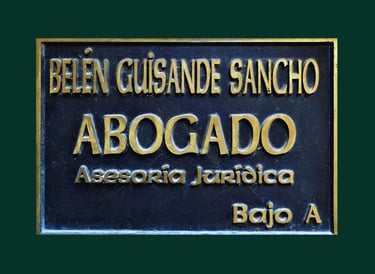 BELÉN GUiSANDE SANCHO
ABOGADO
Asesoría Jurídica
Bajo A